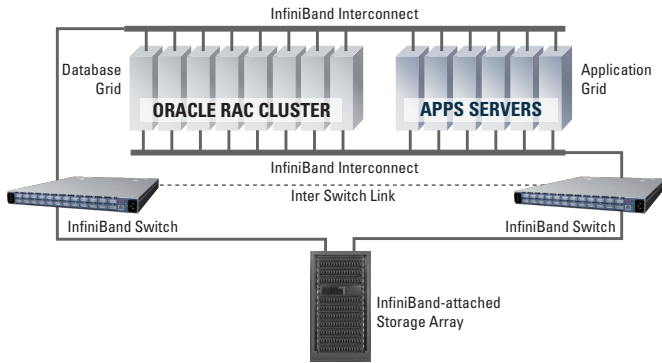 InfiniBand Interconnect
Database
Grid
ORACLE RAC CLUSTER
APPS SERVERS
Application
Grid
InfiniBand Interconnect
Inter Switch Link
InfiniBand Switch
InfiniBand Switch
InfiniBand-attached
Storage Array